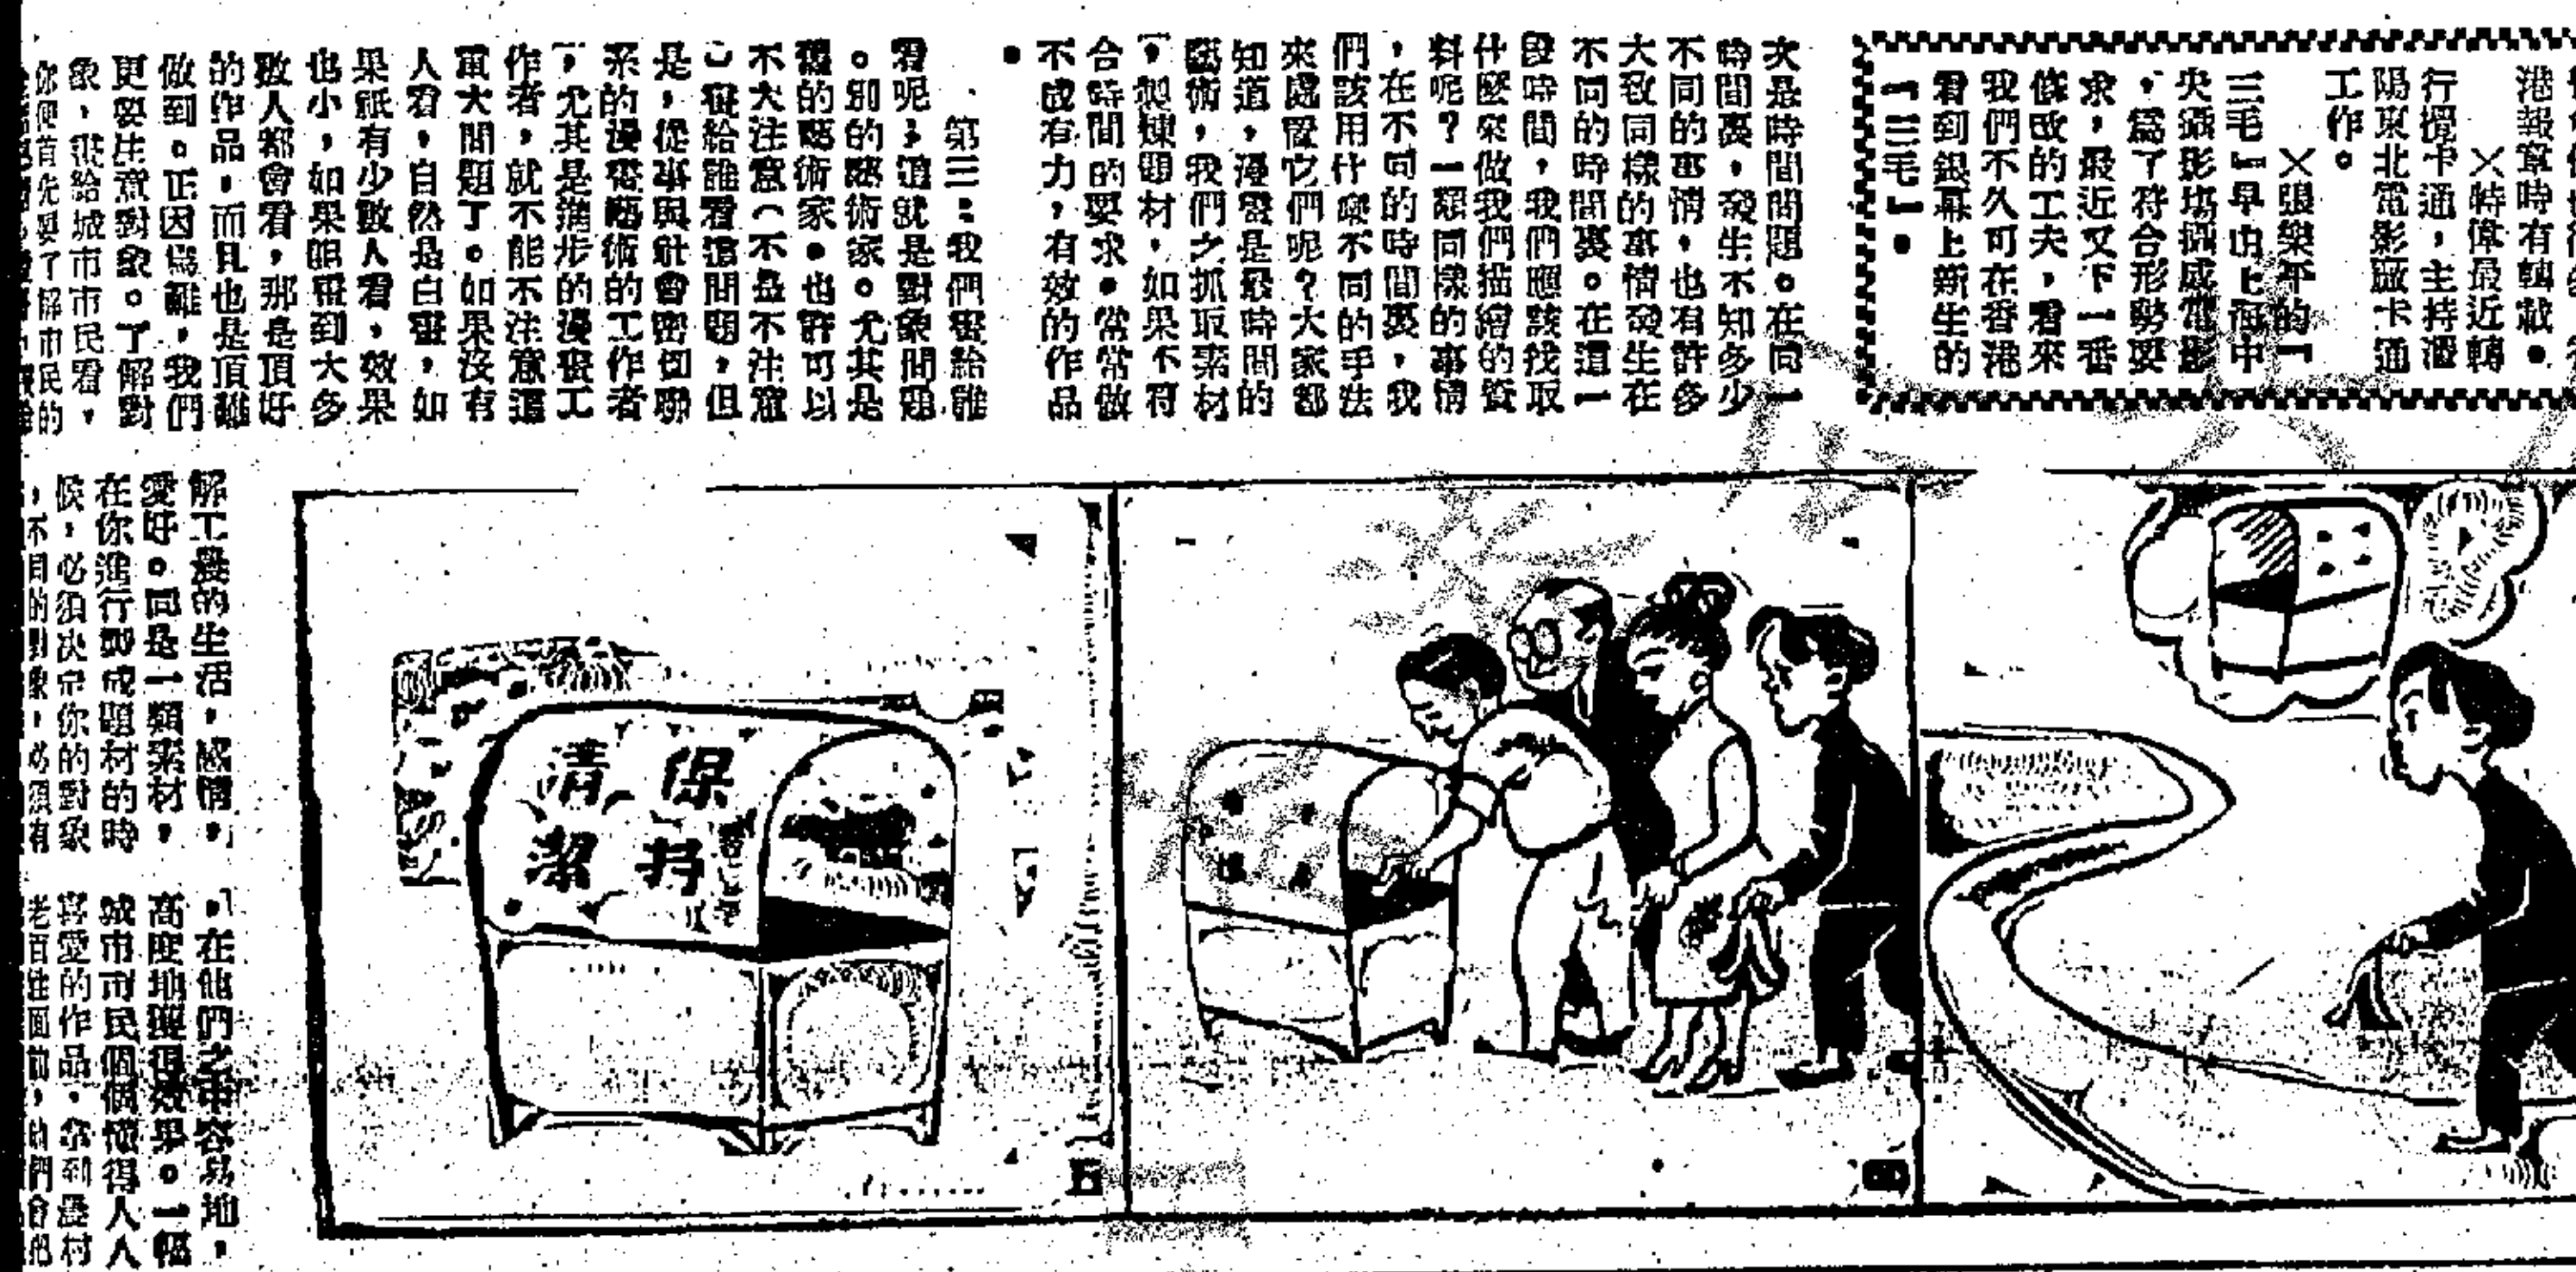 港報章時有轉載。
×特偉最近轉
行攪卡通，主持瀋
陽東北電影廠卡通
工作。
×張樂平的『
三毛』早由上海中
央攝影場攝成電影
，爲了符合形勢要
求，最近又下一番
修改的工夫，看來
我們不久可在香港
看到銀幕上新生的
『三毛』。
次是時間問題。在同一
時間裏，發生不知多少
不同的事情，也有許多
大致同樣的事情發生在
不同的時間裏。在這一
段時間，我們應該找取
什麼來做我們描繪的資
料呢？一類同樣的事情
，在不同的時間裏，我
們該用什麼不同的手法
來處置它們呢？大家都
知道，漫畫是最時間的
藝術，我們之抓取素材
，製煉題材，如果不符
合時間的要求。常常做
不成有力，有效的作品
。
第三：我們畫給誰
看呢；這就是對象問題
。別的藝術家。尤其是
舊的藝術家。也許可以
不大注意（不是不注意
）畫給誰看這問題，但
是，從事與社會密切聯
系的漫畫藝術的工作者
，尤其是進步的漫畫工
作者，就不能不注意這
軍大問題丁。如果沒有
人看，自然是白畫，如
果祇有少數人看，效果
也小，如果能畫到大多
數人都會看，那是頂好
的作品，而且也是頂難
做到。正因爲難，我們
更要注意對象。了解對
象，畫給城市市民看，
你便首先要了解市民的
解工農的生活，感情，
愛好。同是一類素材，
在你進行製成題材的時
候，必須决定你的對象
，不同的對象，必須有
，在他們之中容易地，
高度地獲得效果。一幅
城市市民個個懂得人人
喜愛的作品，拿到農村
老百姓面前，他們會把
保持
清潔
四
五